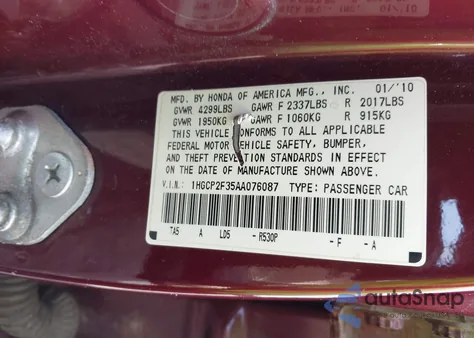 MFD. BY HONDA OF AMERICA MFG., INC. 01/'10
GVWR 4299LBS GAWR F 2337LBS R 2017LBS
GVWR 1950KG GAWR F 1060KG R 915KG
THIS VEHICLE CONFORMS TO ALL APPLICABLE
FEDERAL MOTOR VEHICLE SAFETY, BUMPER,
AND THEFT PREVENTION STANDARDS IN EFFECT
ON THE DATE OF MANUFACTURE SHOWN ABOVE.
V.I.N.: 1HGCP2F35AA076087 TYPE: PASSENGER CAR
TA5 A LD5 - R530P - F - A
autoSnap